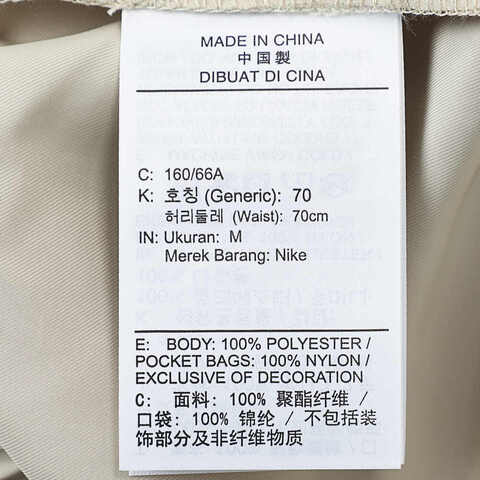 MADE IN CHINA
中国製
DIBUAT DI CINA
C: 160/66A
K: 호칭 (Generic): 70
허리둘레 (Waist): 70cm
IN: Ukuran: M
Merek Barang: Nike
E: BODY: 100% POLYESTER /
POCKET BAGS: 100% NYLON /
EXCLUSIVE OF DECORATION
C: 面料: 100% 聚酯纤维 /
口袋: 100% 锦纶 / 不包括装
饰部分及非纤维物质